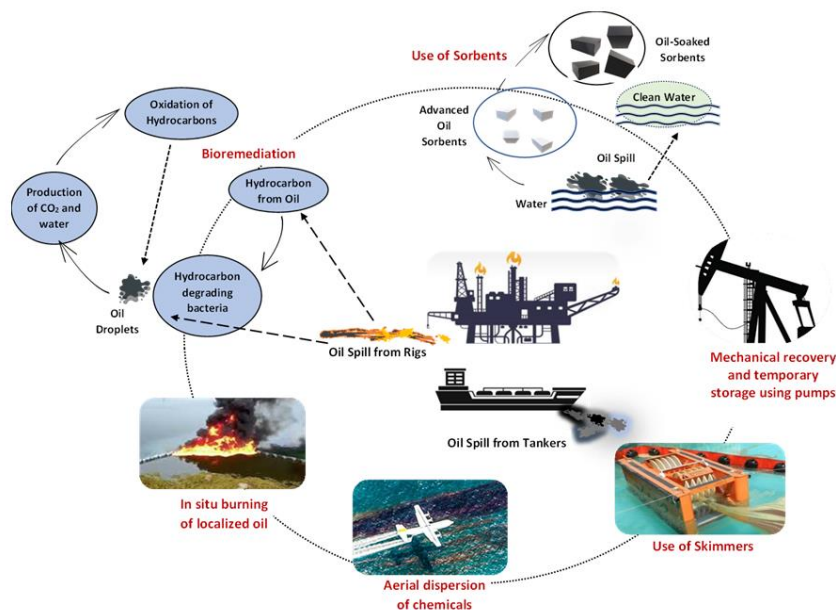 Use of Sorbents
Oil-Soaked
Sorbents
Clean Water
Advanced
Oil
Sorbents
Oil Spill
Water
Oxidation of
Hydrocarbons
Bioremediation
Hydrocarbon
from Oil
Production
of CO₂ and
water
Hydrocarbon
degrading
bacteria
Oil
Droplets
Oil Spill from Rigs
Mechanical recovery
and temporary
storage using pumps
Oil Spill from Tankers
In situ burning
of localized oil
Use of Skimmers
Aerial dispersion
of chemicals